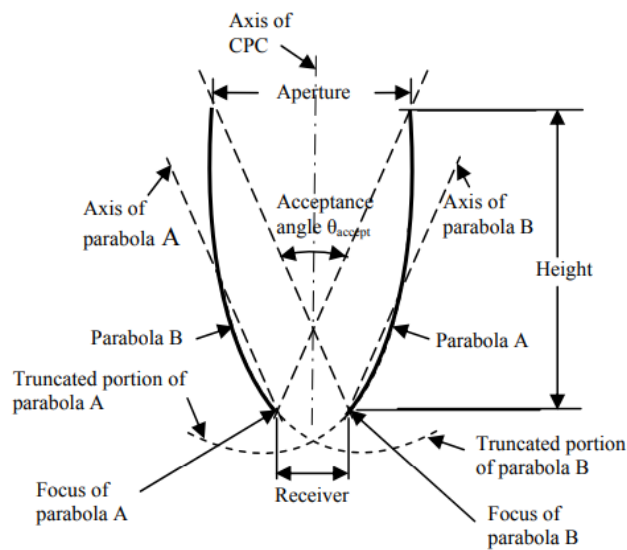 Axis of
CPC
Aperture
Axis of
parabola A
Acceptance
angle θaccept
Axis of
parabola B
Height
Parabola B
Parabola A
Truncated portion of
parabola A
Truncated portion
of parabola B
Focus of
parabola A
Receiver
Focus of
parabola B